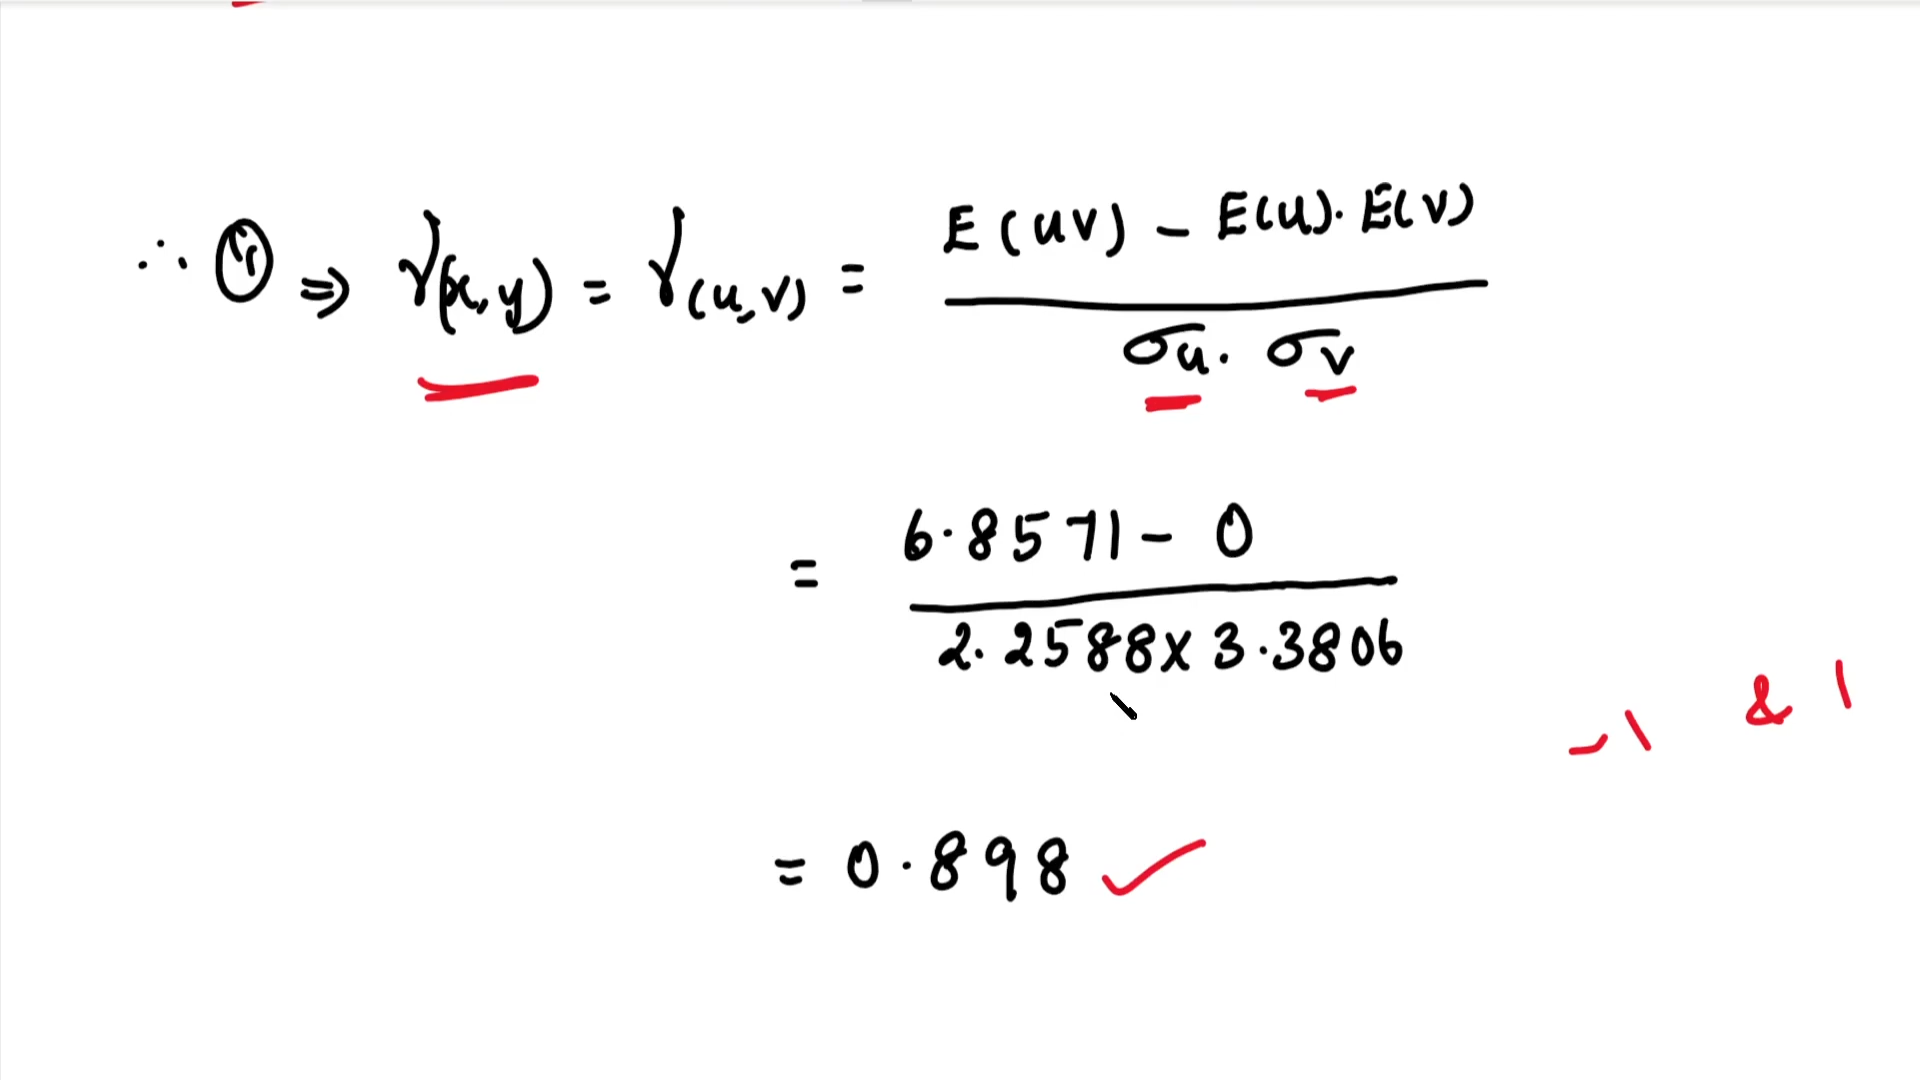 ∴ ⇒ γ(x,y) = γ(u,v) = E(uv) - E(u). E(v)
σu. σv
= 6.8571 - 0
2.2588 x 3.3806
-1 & 1
= 0.898 ✓